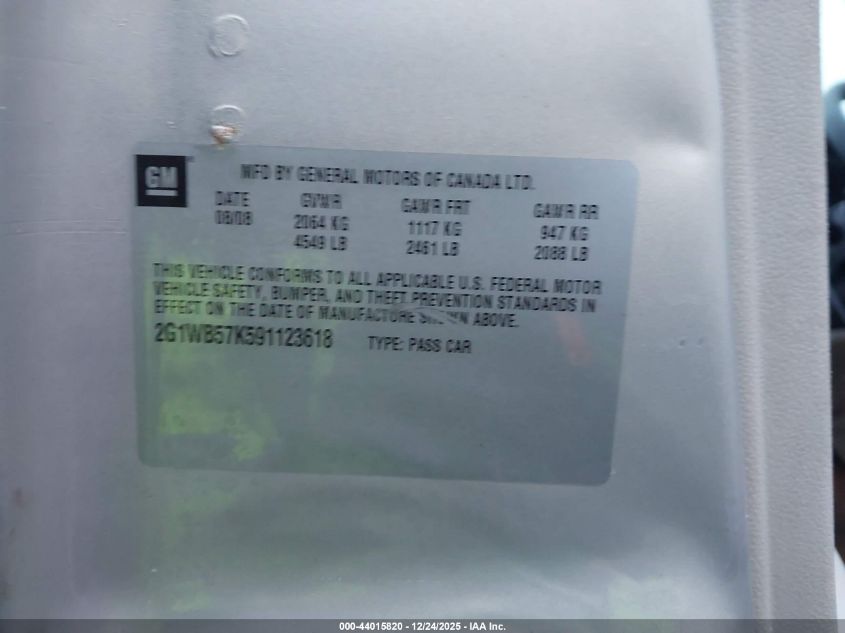 GM
MFD BY GENERAL MOTORS OF CANADA LTD.
DATE GVWR GAWR FRT GAWR RR
08/08 2064 KG 1117 KG 947 KG
4549 LB 2461 LB 2088 LB
THIS VEHICLE CONFORMS TO ALL APPLICABLE U.S. FEDERAL MOTOR
VEHICLE SAFETY, BUMPER, AND THEFT PREVENTION STANDARDS IN
EFFECT ON THE DATE OF MANUFACTURE SHOWN ABOVE.
2G1WB57K591123618 TYPE: PASS CAR
000-44015820 – 12/24/2025 – IAA Inc.